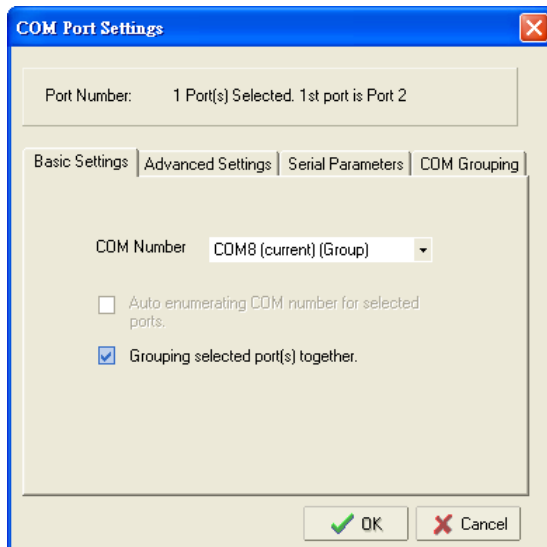 COM Port Settings
Port Number: 1 Port(s) Selected. 1st port is Port 2
Basic Settings Advanced Settings Serial Parameters COM Grouping
COM Number COM8 (current) (Group)
Auto enumerating COM number for selected
ports.
Grouping selected port(s) together.
OK Cancel